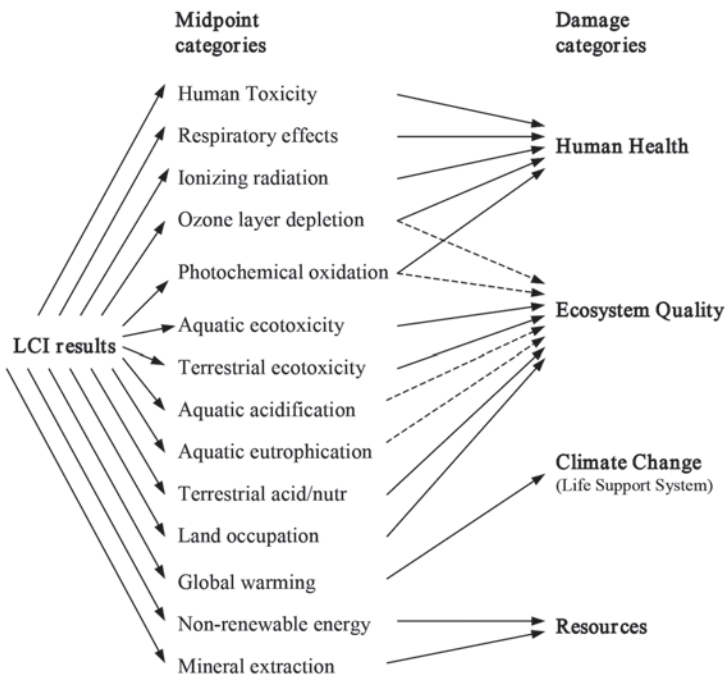 Midpoint
categories
Damage
categories
Human Toxicity
Respiratory effects
Human Health
Ionizing radiation
Ozone layer depletion
Photochemical oxidation
Ecosystem Quality
Aquatic ecotoxicity
LCI results
Terrestrial ecotoxicity
Aquatic acidification
Aquatic eutrophication
Climate Change
(Life Support System)
Terrestrial acid/nutr
Land occupation
Global warming
Non-renewable energy
Resources
Mineral extraction